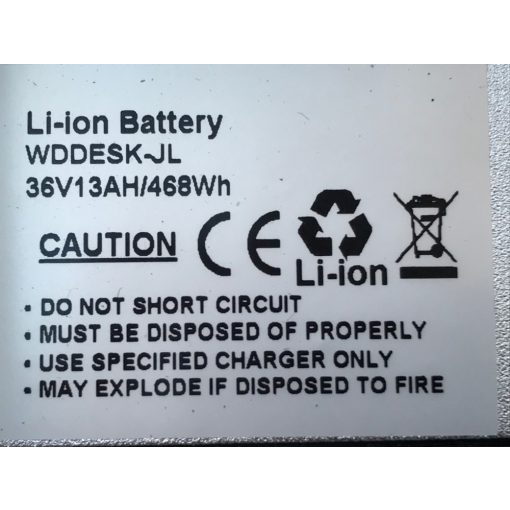 Li-ion Battery
WDDESK-JL
36V13AH/468Wh
CAUTION
CE
Li-ion
• DO NOT SHORT CIRCUIT
• MUST BE DISPOSED OF PROPERLY
• USE SPECIFIED CHARGER ONLY
• MAY EXPLODE IF DISPOSED TO FIRE